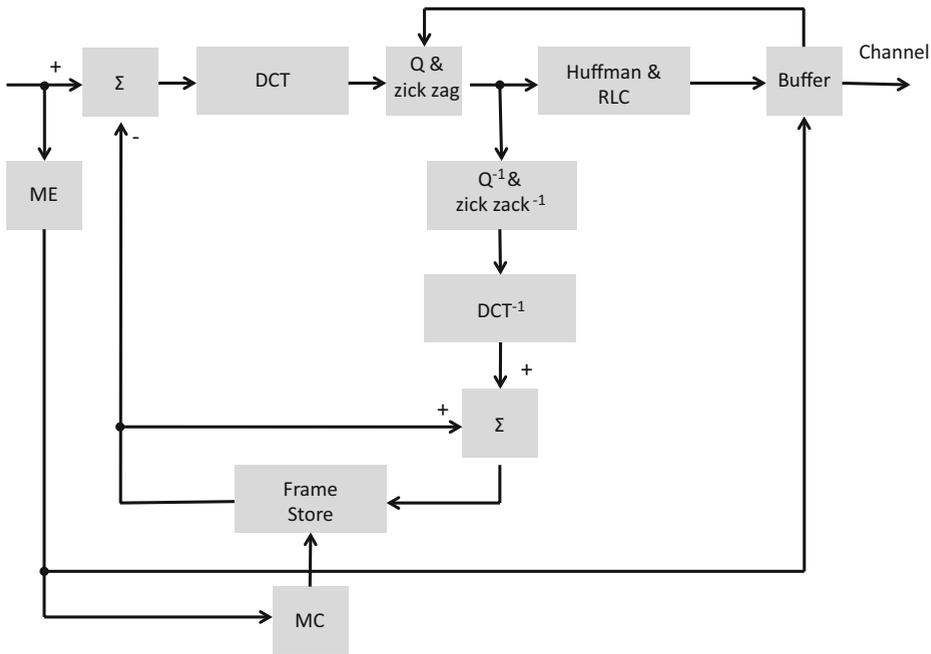 +
Σ
DCT
Q &
zick zag
Huffman &
RLC
Buffer
Channel
-
ME
Q-1 &
zick zack -1
DCT-1
+
+
Σ
Frame
Store
MC